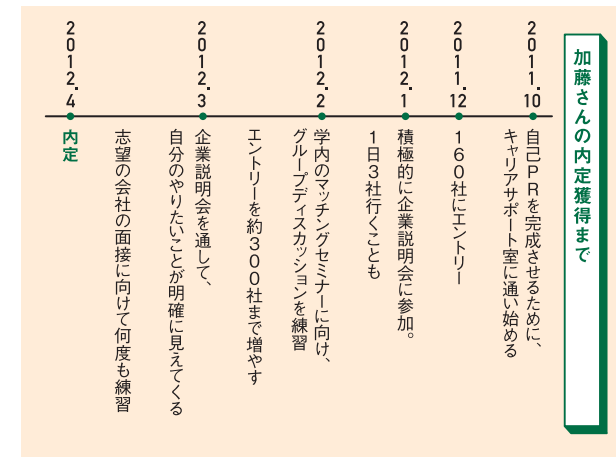 加藤さんの内定獲得まで
2011.10
自己PRを完成させるために、
キャリアサポート室に通い始める
2011.12
160社にエントリー
2012.1
積極的に企業説明会に参加。
1日3社行くことも
2012.2
学内のマッチングセミナーに向け、
グループディスカッションを練習
エントリーを約300社まで増やす
2012.3
企業説明会を通して、
自分のやりたいことが明確に見えてくる
志望の会社の面接に向けて何度も練習
2012.4
内定